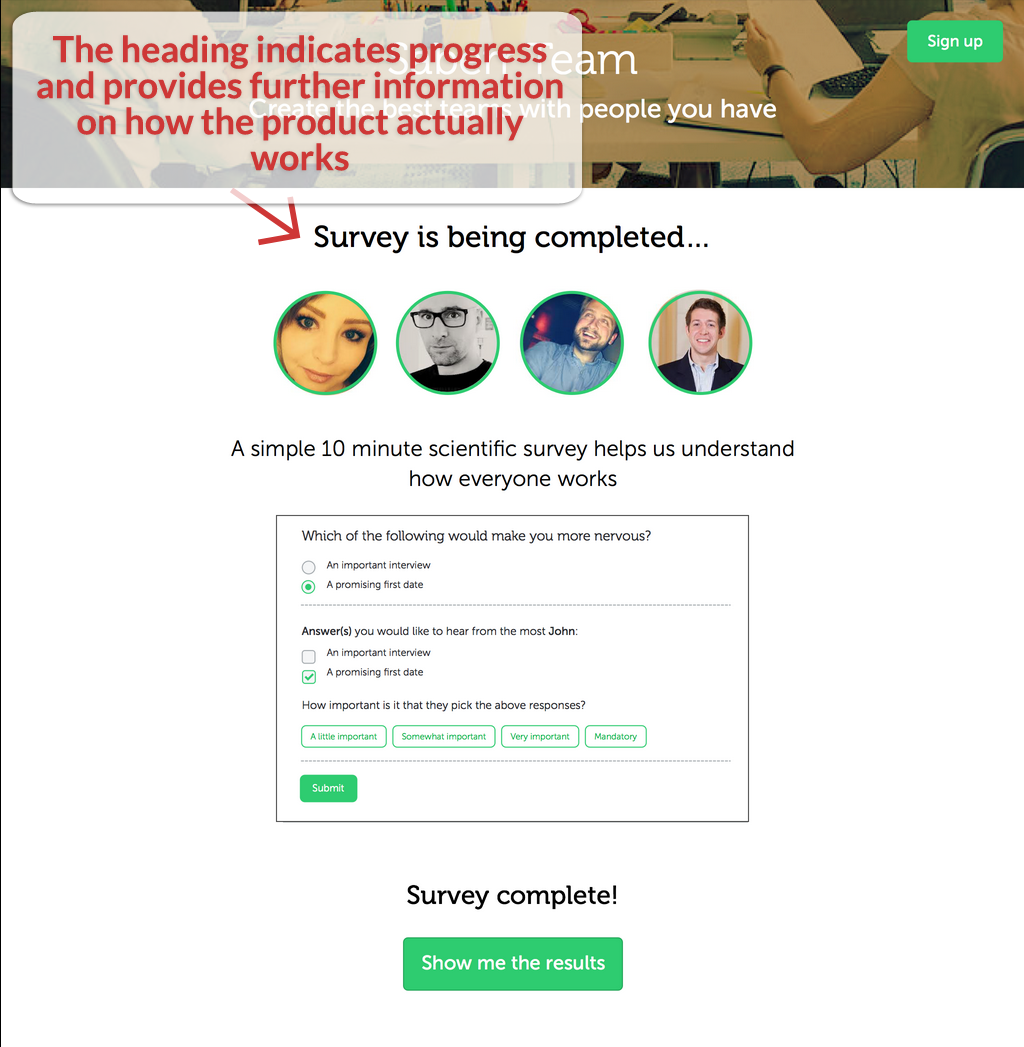 The heading indicates progress
and provides further information
on how the product actually
works
Saberr Team
Create the best teams with people you have
Sign up
Survey is being completed...
A simple 10 minute scientific survey helps us understand
how everyone works
Which of the following would make you more nervous?
An important interview
A promising first date
Answer(s) you would like to hear from the most John:
An important interview
A promising first date
How important is it that they pick the above responses?
A little important
Somewhat important
Very important
Mandatory
Submit
Survey complete!
Show me the results